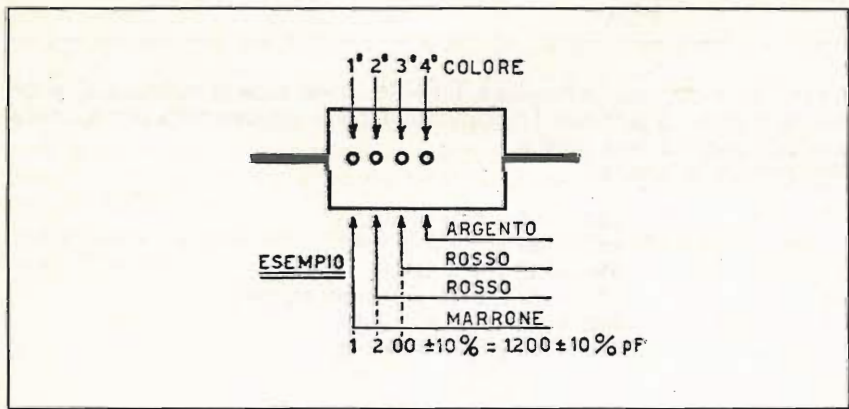 1° 2° 3° 4° COLORE
ARGENTO
ESEMPIO
ROSSO
ROSSO
MARRONE
1 2 00 ±10% = 1.200 ±10% pF